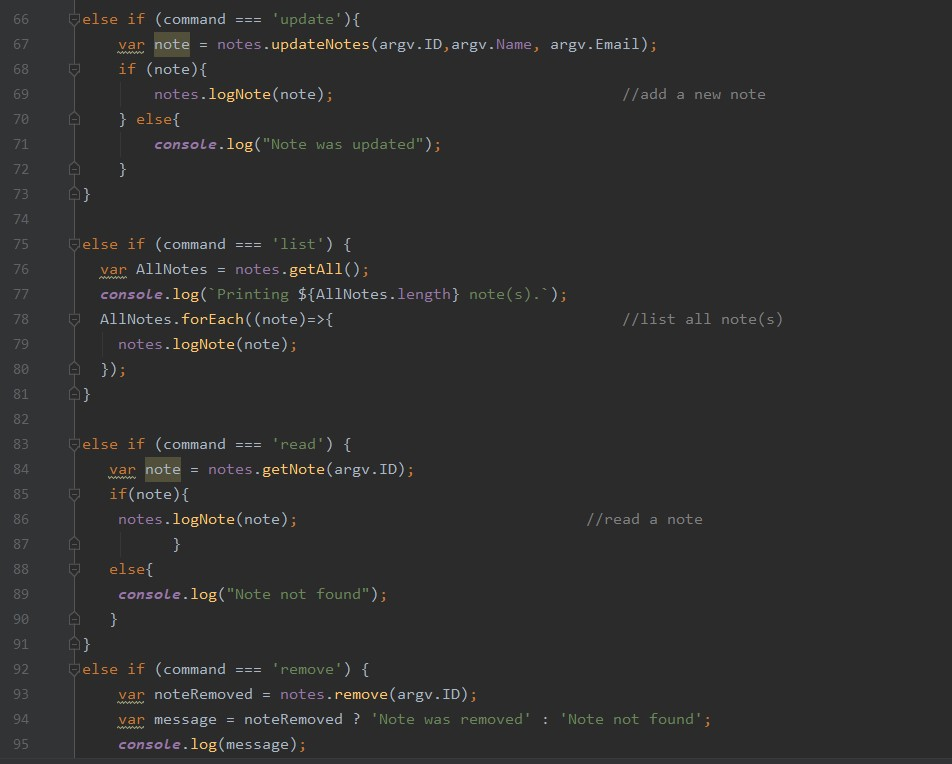 66 else if (command === 'update'){
67 var note = notes.updateNotes(argv.ID,argv.Name, argv.Email);
68 if (note){
69 notes.logNote(note); //add a new note
70 } else{
71 console.log("Note was updated");
72 }
73 }
74
75 else if (command === 'list') {
76 var AllNotes = notes.getAll();
77 console.log(`Printing ${AllNotes.length} note(s).`);
78 AllNotes.forEach((note)=>{ //list all note(s)
79 notes.logNote(note);
80 });
81 }
82
83 else if (command === 'read') {
84 var note = notes.getNote(argv.ID);
85 if(note){
86 notes.logNote(note); //read a note
87 }
88 else{
89 console.log("Note not found");
90 }
91 }
92 else if (command === 'remove') {
93 var noteRemoved = notes.remove(argv.ID);
94 var message = noteRemoved ? 'Note was removed' : 'Note not found';
95 console.log(message);